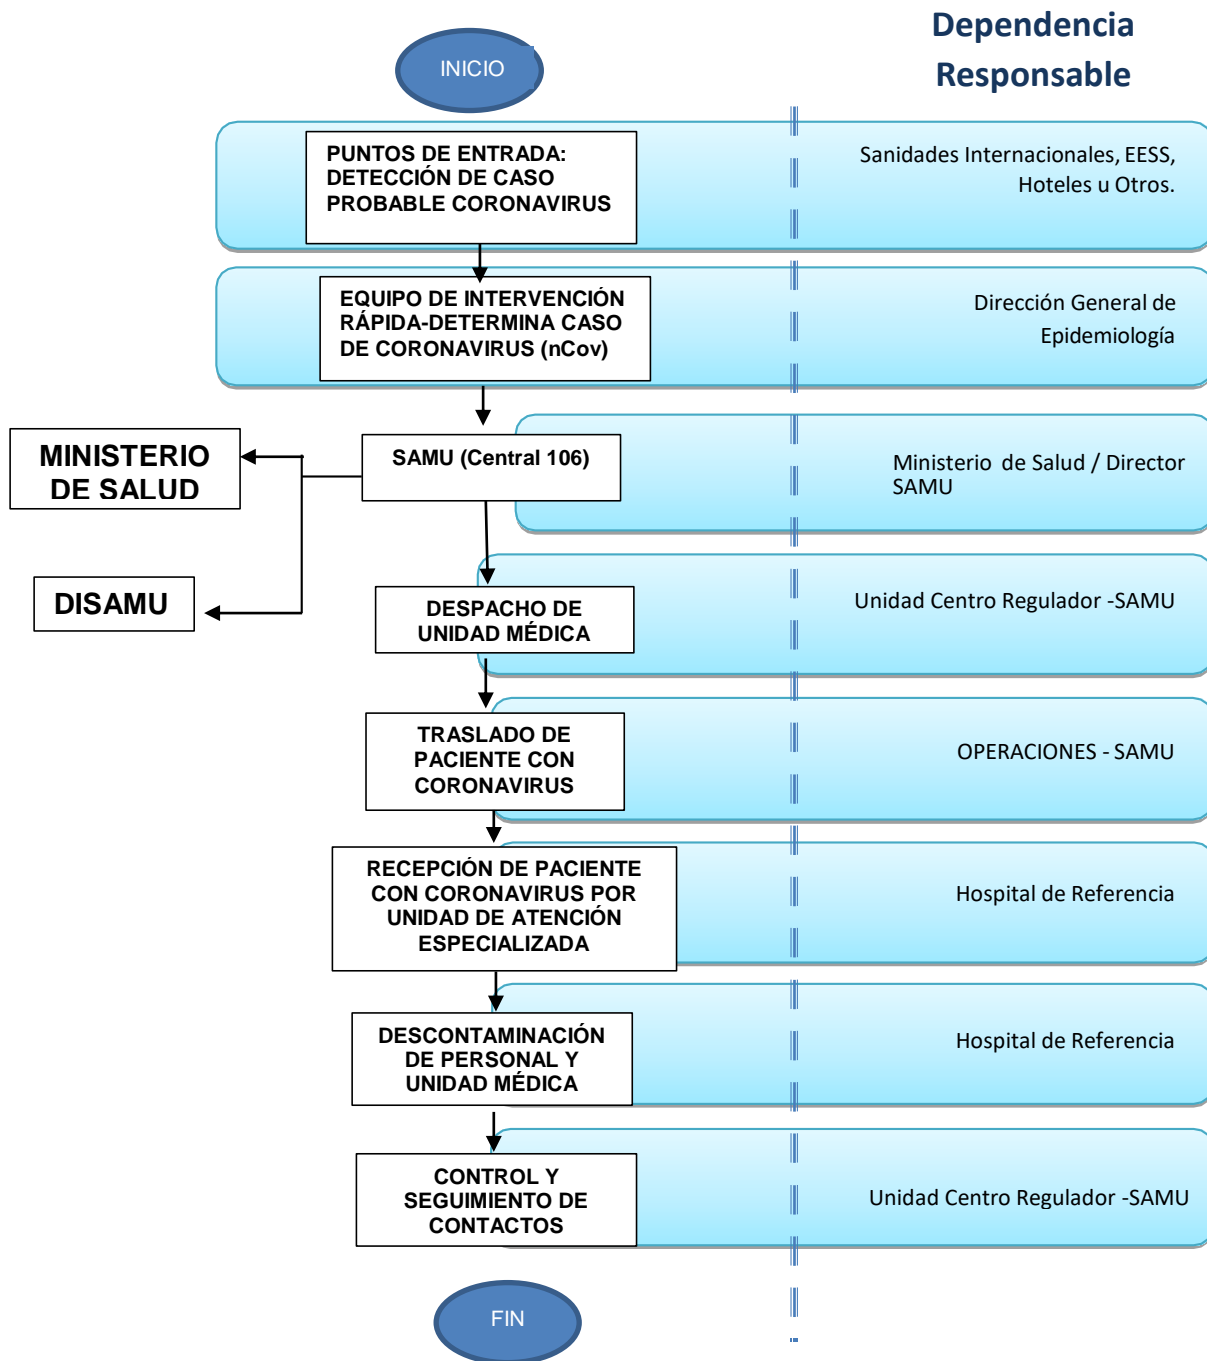 Dependencia
Responsable
INICIO
PUNTOS DE ENTRADA:
DETECCIÓN DE CASO
PROBABLE CORONAVIRUS
Sanidades Internacionales, EESS,
Hoteles u Otros.
EQUIPO DE INTERVENCIÓN
RÁPIDA-DETERMINA CASO
DE CORONAVIRUS (nCov)
Dirección General de
Epidemiología
SAMU (Central 106)
Ministerio de Salud / Director
SAMU
MINISTERIO
DE SALUD
DISAMU
DESPACHO DE
UNIDAD MÉDICA
Unidad Centro Regulador -SAMU
TRASLADO DE
PACIENTE CON
CORONAVIRUS
OPERACIONES - SAMU
RECEPCIÓN DE PACIENTE
CON CORONAVIRUS POR
UNIDAD DE ATENCIÓN
ESPECIALIZADA
Hospital de Referencia
DESCONTAMINACIÓN
DE PERSONAL Y
UNIDAD MÉDICA
Hospital de Referencia
CONTROL Y
SEGUIMIENTO DE
CONTACTOS
Unidad Centro Regulador -SAMU
FIN